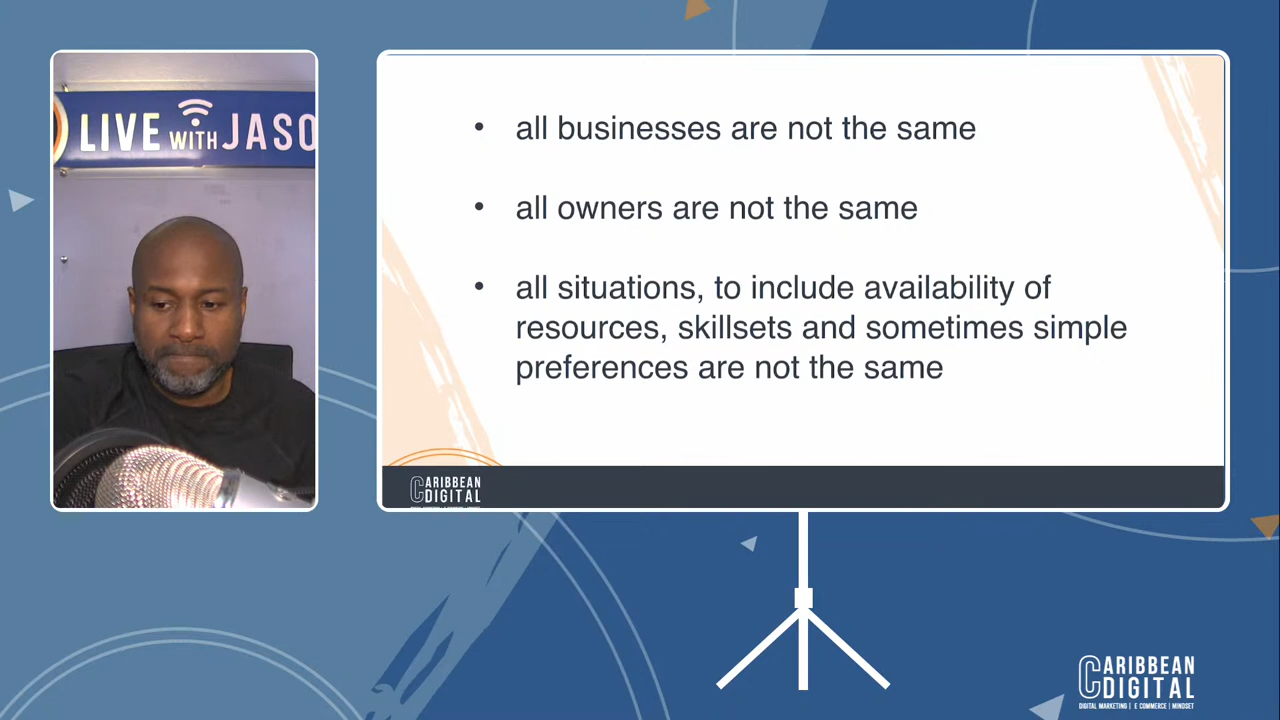 LIVE WITH JASO
• all businesses are not the same
• all owners are not the same
• all situations, to include availability of
resources, skillsets and sometimes simple
preferences are not the same
CARIBBEAN
DIGITAL
CARIBBEAN
DIGITAL
DIGITAL MARKETING | E COMMERCE | MINDSET